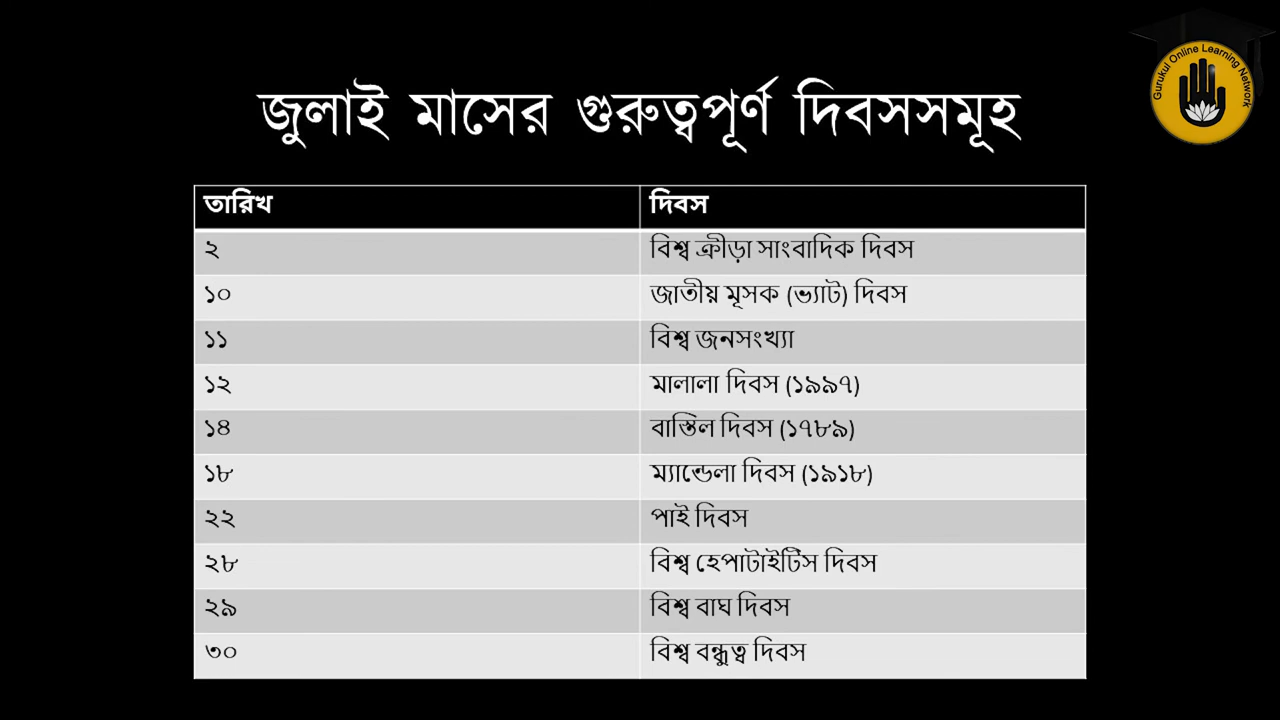 Gurukul Online Learning Network
জুলাই মাসের গুরুত্বপূর্ণ দিবসসমূহ
তারিখ দিবস
২ বিশ্ব ক্রীড়া সাংবাদিক দিবস
১০ জাতীয় মূসক (ভ্যাট) দিবস
১১ বিশ্ব জনসংখ্যা
১২ মালালা দিবস (১৯৯৭)
১৪ বাস্তিল দিবস (১৭৮৯)
১৮ ম্যান্ডেলা দিবস (১৯১৮)
২২ পাই দিবস
২৮ বিশ্ব হেপাটাইটিস দিবস
২৯ বিশ্ব বাঘ দিবস
৩০ বিশ্ব বন্ধুত্ব দিবস